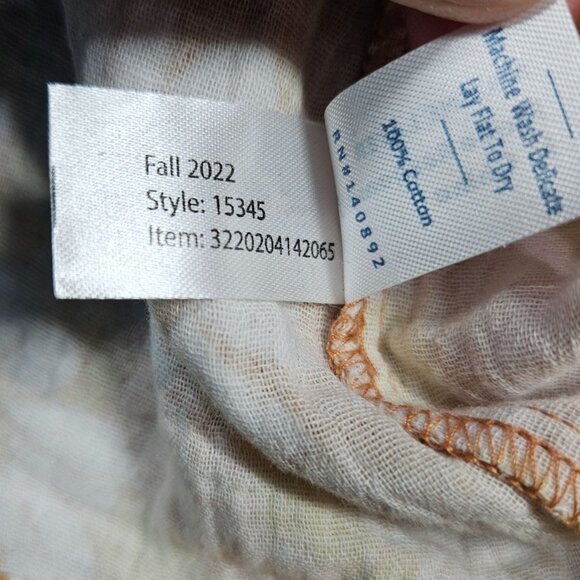 Fall 2022
Style: 15345
Item: 3220204142065
Machine Wash Delicate
Lay Flat To Dry
100% Cotton
RN#140892